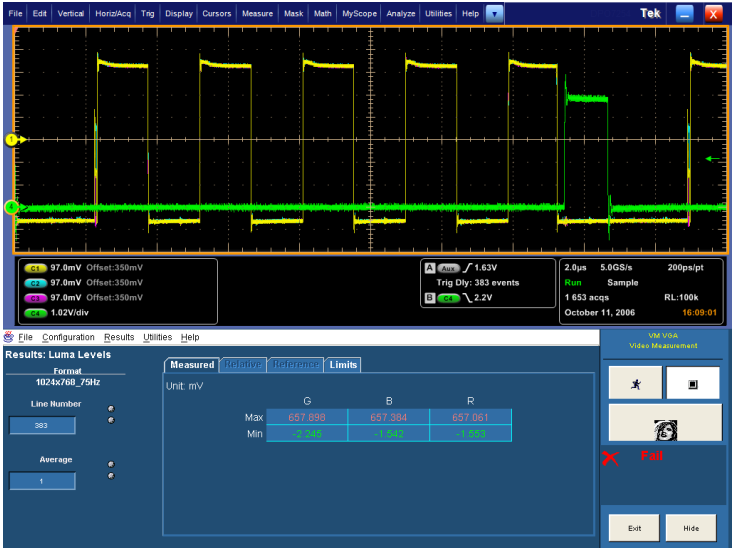 File Edit Vertical Horiz/Acq Trig Display Cursors Measure Mask Math MyScope Analyze Utilities Help Tek X
1
4
C1 97.0mV Offset:350mV
C2 97.0mV Offset:350mV
C3 97.0mV Offset:350mV
C4 1.02V/div
A Aux 1.63V
Trig Dly: 383 events
B C4 2.2V
2.0µs 5.0GS/s 200ps/pt
Run Sample
1 653 acqs RL:100k
October 11, 2006 16:09:01
File Configuration Results Utilities Help
Results: Luma Levels
Format
1024x768_75Hz
Line Number
383
Average
1
Measured Relative Reference Limits
Unit: mV
G B R
Max 657.898 657.384 657.061
Min -2.245 -1.542 -1.553
VM VGA
Video Measurement
Fail
Exit Hide